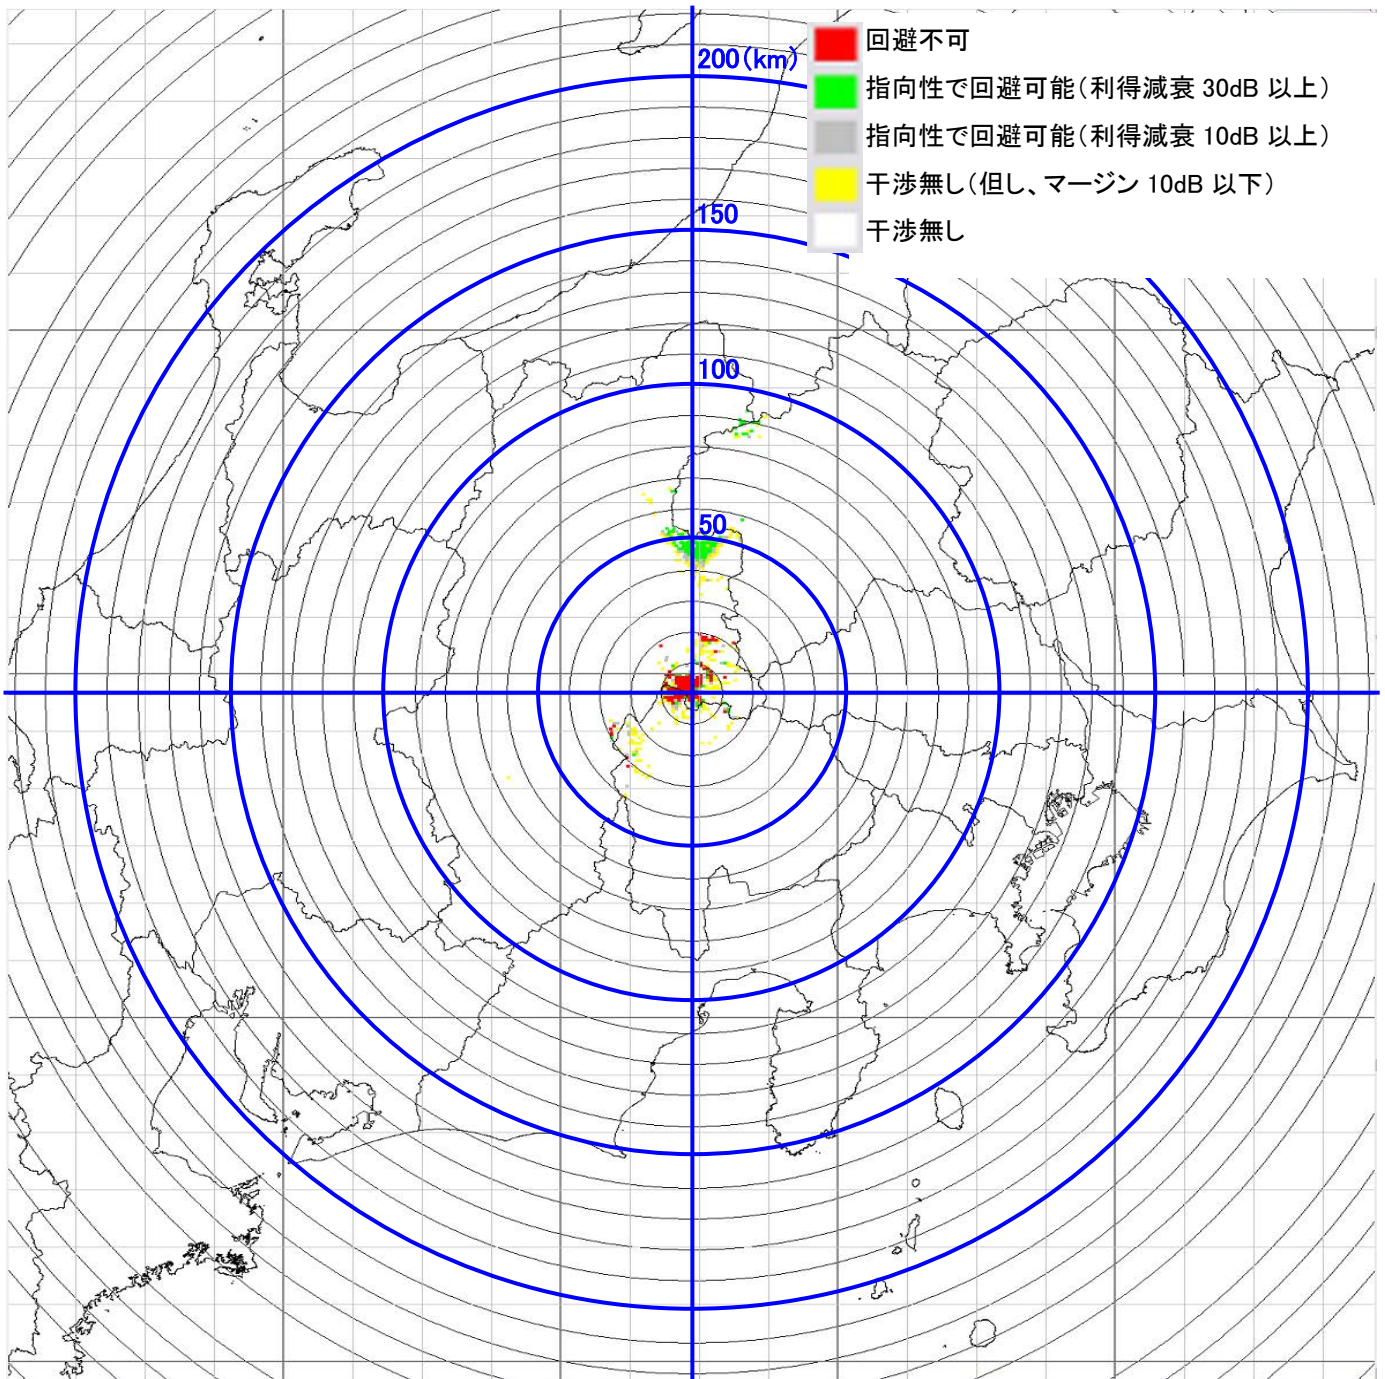 回避不可
200(km)
指向性で回避可能(利得減衰 30dB 以上)
指向性で回避可能(利得減衰 10dB 以上)
干渉無し(但し、マージン 10dB 以下)
150
干渉無し
100
50